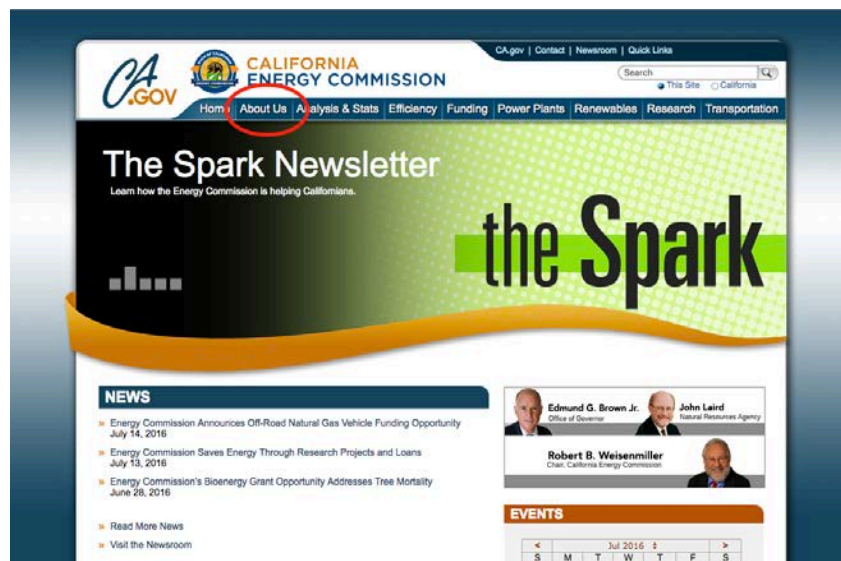 CA.gov | Contact | Newsroom | Quick Links
CA
.GOV
CALIFORNIA
ENERGY COMMISSION
Search
This Site California
Home About Us Analysis & Stats Efficiency Funding Power Plants Renewables Research Transportation
The Spark Newsletter
Learn how the Energy Commission is helping Californians.
the Spark
NEWS
» Energy Commission Announces Off-Road Natural Gas Vehicle Funding Opportunity
July 14, 2016
» Energy Commission Saves Energy Through Research Projects and Loans
July 13, 2016
» Energy Commission's Bioenergy Grant Opportunity Addresses Tree Mortality
June 28, 2016
» Read More News
» Visit the Newsroom
Edmund G. Brown Jr.
Office of Governor
John Laird
Natural Resources Agency
Robert B. Weisenmiller
Chair, California Energy Commission
EVENTS
< Jul 2016 >
S M T W T F S